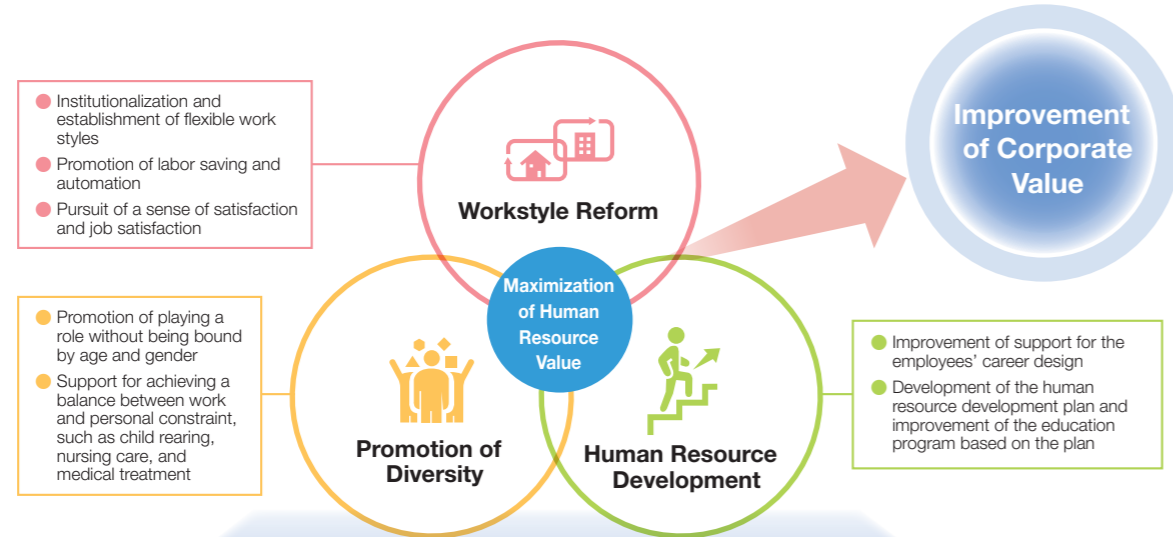 Institutionalization and
establishment of flexible work
styles
Promotion of labor saving and
automation
Pursuit of a sense of satisfaction
and job satisfaction
Workstyle Reform
Improvement
of Corporate
Value
Maximization
of Human
Resource
Value
Promotion of playing a
role without being bound
by age and gender
Support for achieving a
balance between work
and personal constraint,
such as child rearing,
nursing care, and
medical treatment
Promotion of
Diversity
Human Resource
Development
Improvement of support for the
employees’ career design
Development of the human
resource development plan and
improvement of the education
program based on the plan